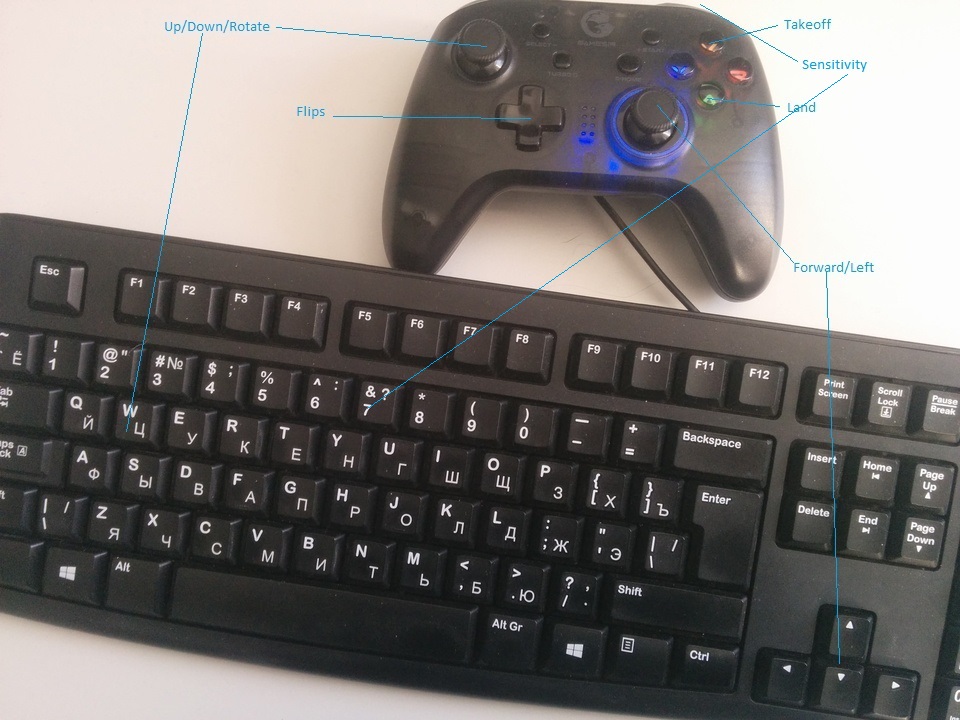 Up/Down/Rotate
Takeoff
Sensitivity
Flips
Land
Forward/Left
Esc F1 F2 F3 F4 F5 F6 F7 F8 F9 F10 F11 F12 Print Screen Scroll Lock Pause Break
~ Ё ! 1 @ " 2 # № 3 $ ; 4 % 5 ^ : 6 & ? 7 * 8 ( 9 ) 0 — – + = Backspace Insert Home Page Up
Q Й W Ц E У R К T Е Y Н U Г I Ш O Щ P З { [ Х } ] Ъ Enter Delete End Page Down
A Ф S Ы D В F А G П H Р J О K Л L Д : ; Ж " ' Э | / \
| / \ Z Я X Ч C С V М B И N Т M Ь < , Б > . Ю ? , / . Shift
Alt Alt Gr Ctrl